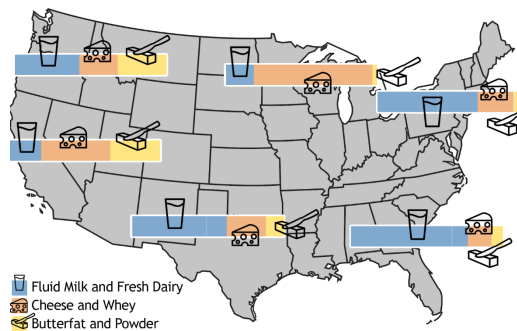 Fluid Milk and Fresh Dairy
Cheese and Whey
Butterfat and Powder